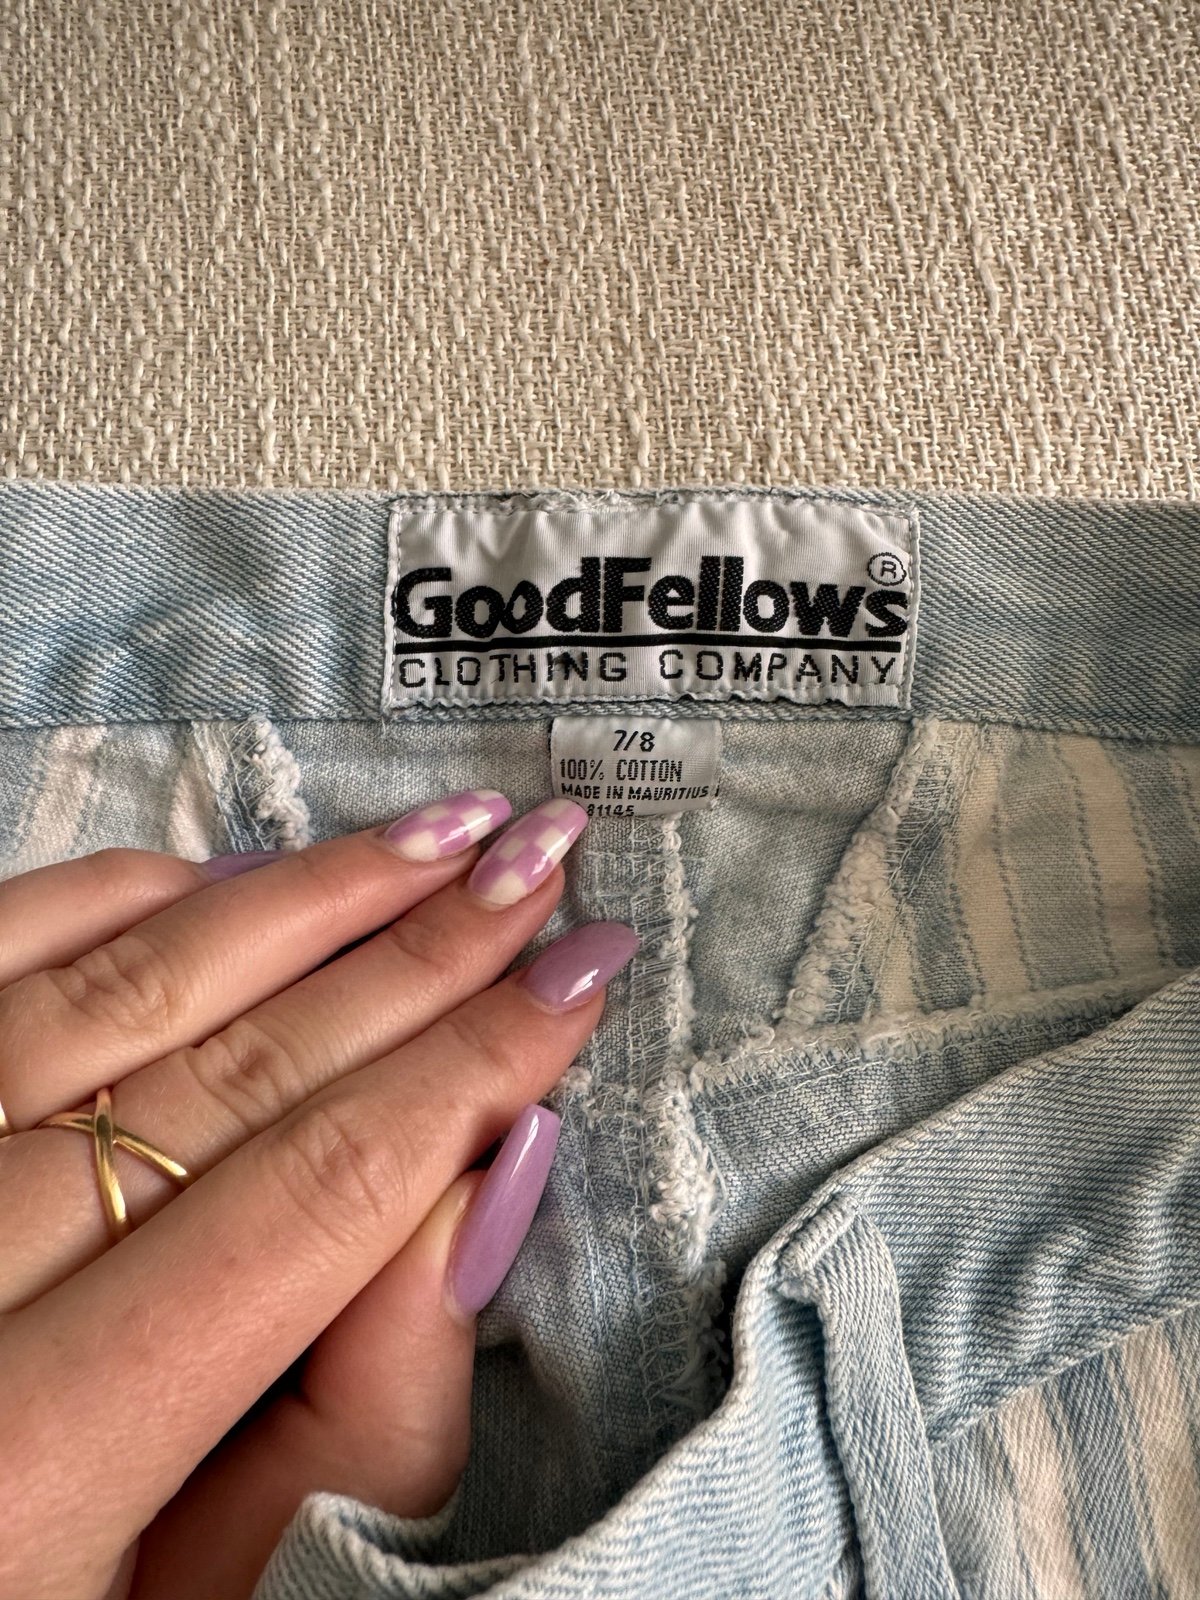 GoodFellows®
CLOTHING COMPANY
7/8
100% COTTON
MADE IN MAURITIUS
81145